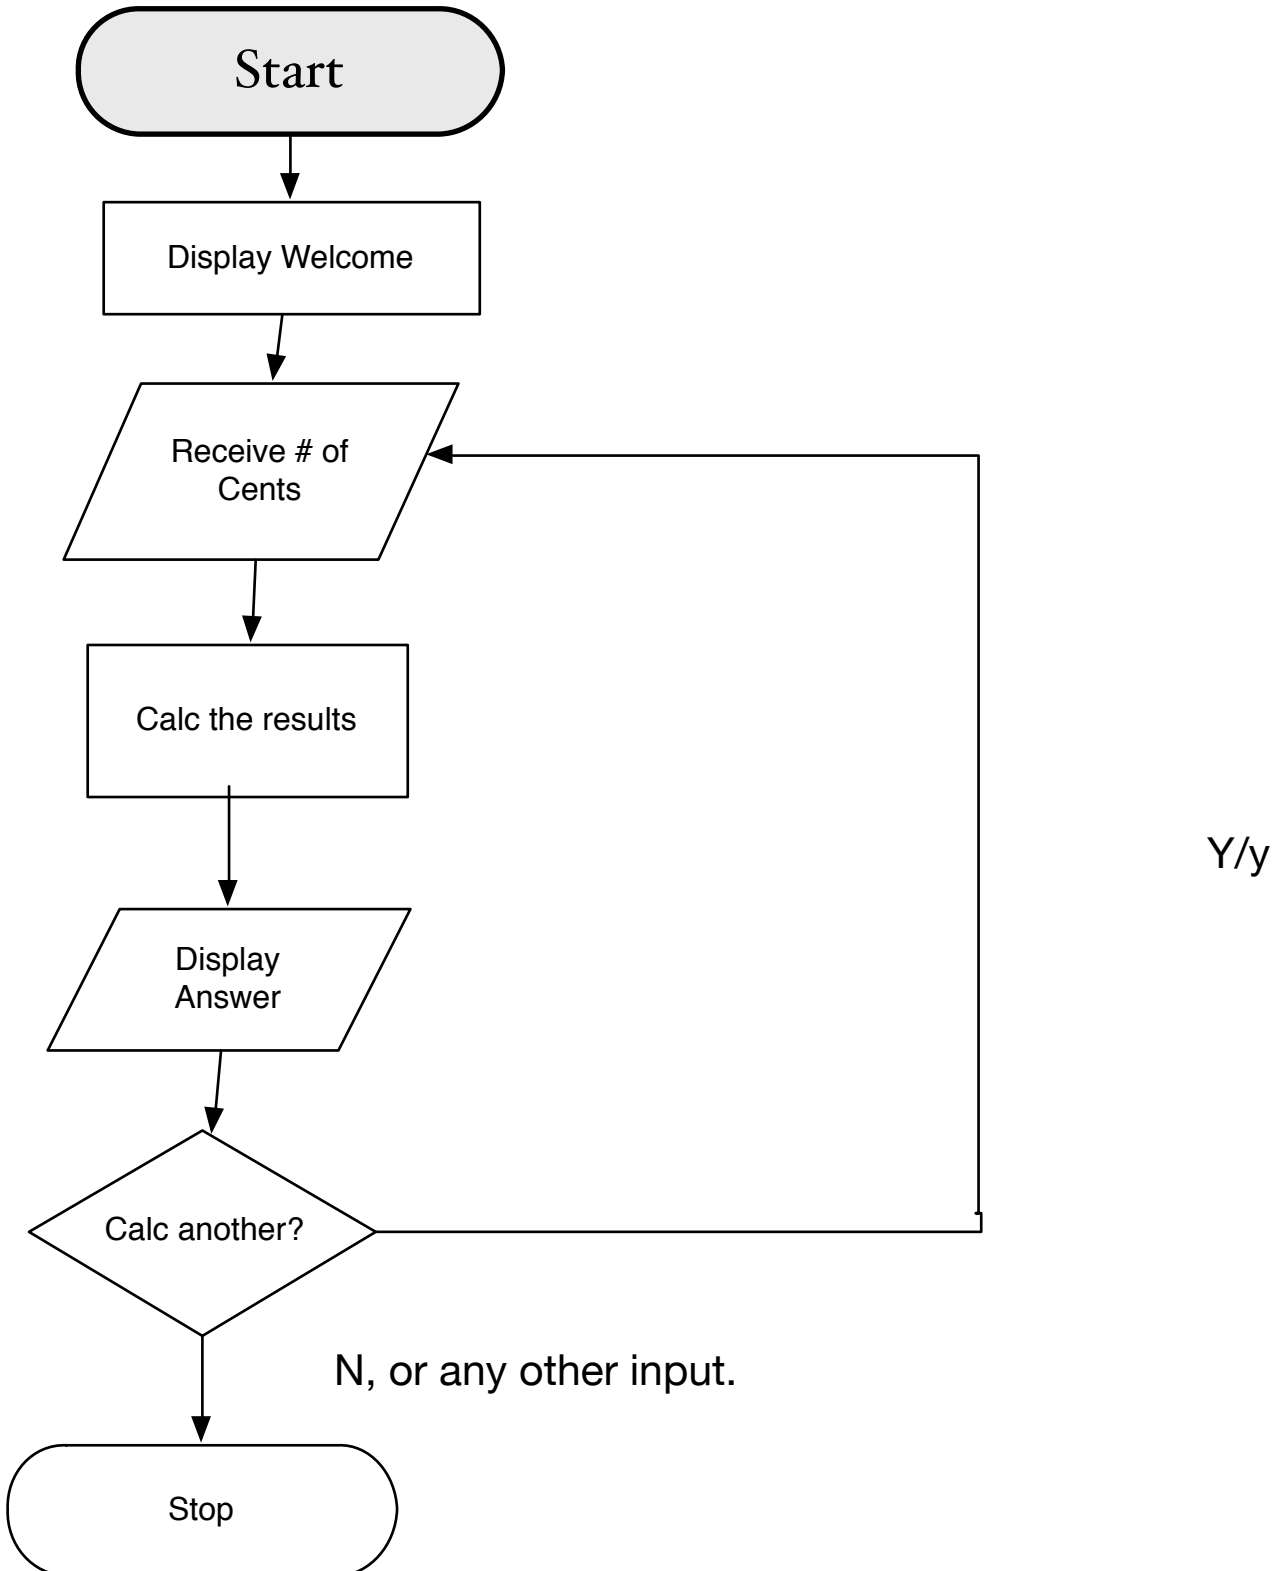 Start
Display Welcome
Receive # of
Cents
Calc the results
Y/y
Display
Answer
Calc another?
N, or any other input.
Stop